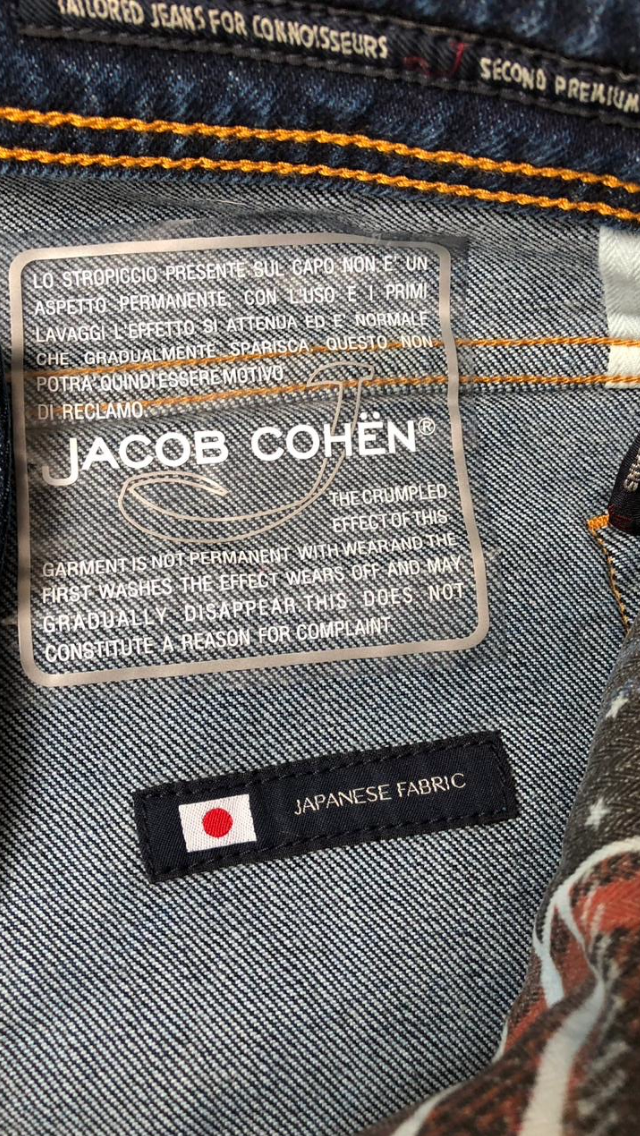 TAILORED JEANS FOR CONNOISSEURS J SECOND PREMIUM
LO STROPICCIO PRESENTE SUL CAPO NON E' UN
ASPETTO PERMANENTE, CON L'USO E I PRIMI
LAVAGGI L'EFFETTO SI ATTENUA ED E' NORMALE
CHE GRADUALMENTE SPARISCA. QUESTO NON
POTRA' QUINDI ESSERE MOTIVO
DI RECLAMO.
JACOB COHËN®
THE CRUMPLED
EFFECT OF THIS
GARMENT IS NOT PERMANENT WITH WEAR AND THE
FIRST WASHES THE EFFECT WEARS OFF AND MAY
GRADUALLY DISAPPEAR.THIS DOES NOT
CONSTITUTE A REASON FOR COMPLAINT.
JAPANESE FABRIC